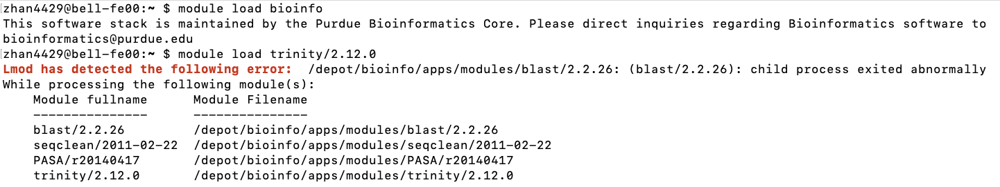 [zhan4429@bell-fe00:~ $ module load bioinfo
This software stack is maintained by the Purdue Bioinformatics Core. Please direct inquiries regarding Bioinformatics software to
bioinformatics@purdue.edu
[zhan4429@bell-fe00:~ $ module load trinity/2.12.0
Lmod has detected the following error:  /depot/bioinfo/apps/modules/blast/2.2.26: (blast/2.2.26): child process exited abnormally
While processing the following module(s):
    Module fullname      Module Filename
    ---------------      ---------------
    blast/2.2.26         /depot/bioinfo/apps/modules/blast/2.2.26
    seqclean/2011-02-22  /depot/bioinfo/apps/modules/seqclean/2011-02-22
    PASA/r20140417       /depot/bioinfo/apps/modules/PASA/r20140417
    trinity/2.12.0       /depot/bioinfo/apps/modules/trinity/2.12.0